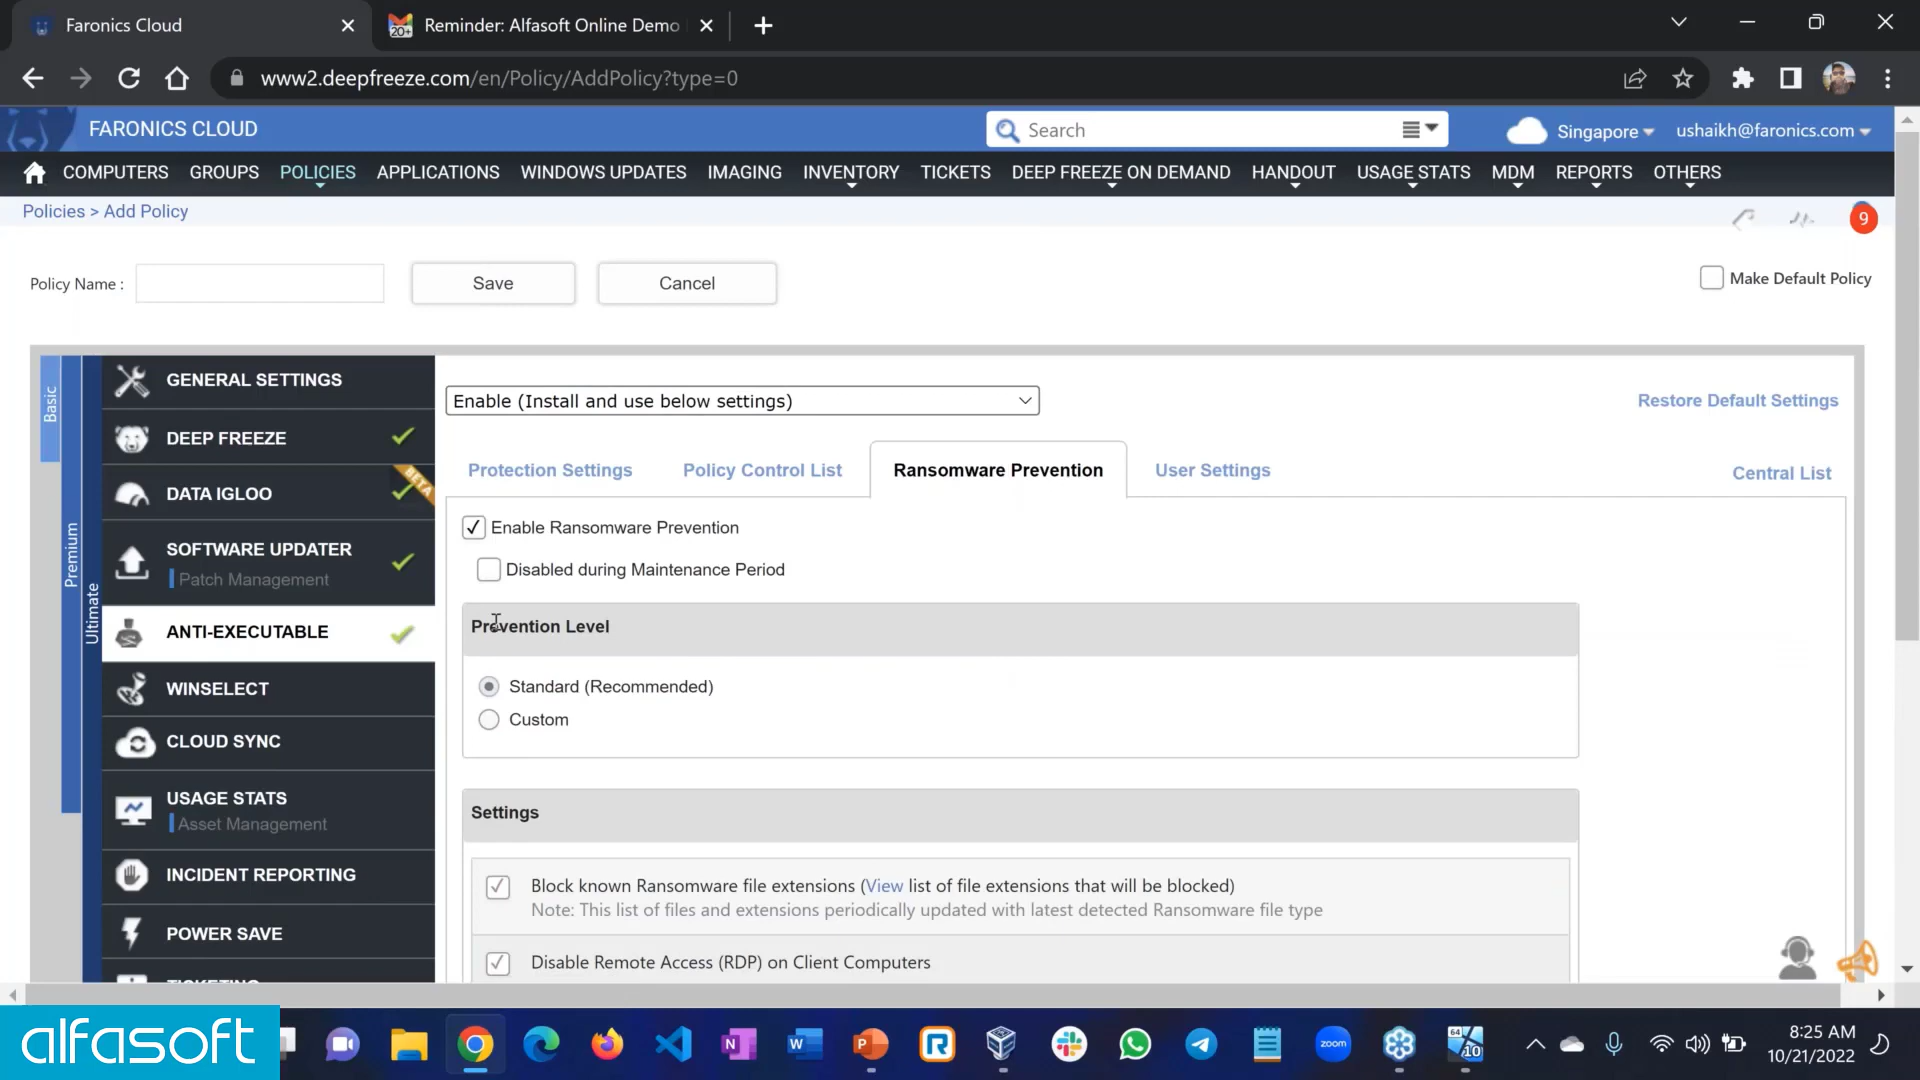 Faronics Cloud
20+
Reminder: Alfasoft Online Demo
www2.deepfreeze.com/en/Policy/AddPolicy?type=0
FARONICS CLOUD
Search
Singapore
ushaikh@faronics.com
COMPUTERS GROUPS POLICIES APPLICATIONS WINDOWS UPDATES IMAGING INVENTORY TICKETS DEEP FREEZE ON DEMAND HANDOUT USAGE STATS MDM REPORTS OTHERS
Policies > Add Policy
9
Policy Name :
Save
Cancel
Make Default Policy
Basic
Premium
Ultimate
GENERAL SETTINGS
DEEP FREEZE
DATA IGLOO
BETA
SOFTWARE UPDATER
Patch Management
ANTI-EXECUTABLE
WINSELECT
CLOUD SYNC
USAGE STATS
Asset Management
INCIDENT REPORTING
POWER SAVE
TICKETING
Enable (Install and use below settings)
Restore Default Settings
Protection Settings
Policy Control List
Ransomware Prevention
User Settings
Central List
Enable Ransomware Prevention
Disabled during Maintenance Period
Prevention Level
Standard (Recommended)
Custom
Settings
Block known Ransomware file extensions (View list of file extensions that will be blocked)
Note: This list of files and extensions periodically updated with latest detected Ransomware file type
Disable Remote Access (RDP) on Client Computers
alfasoft
N
W
P
R
zoom
64
10
8:25 AM
10/21/2022